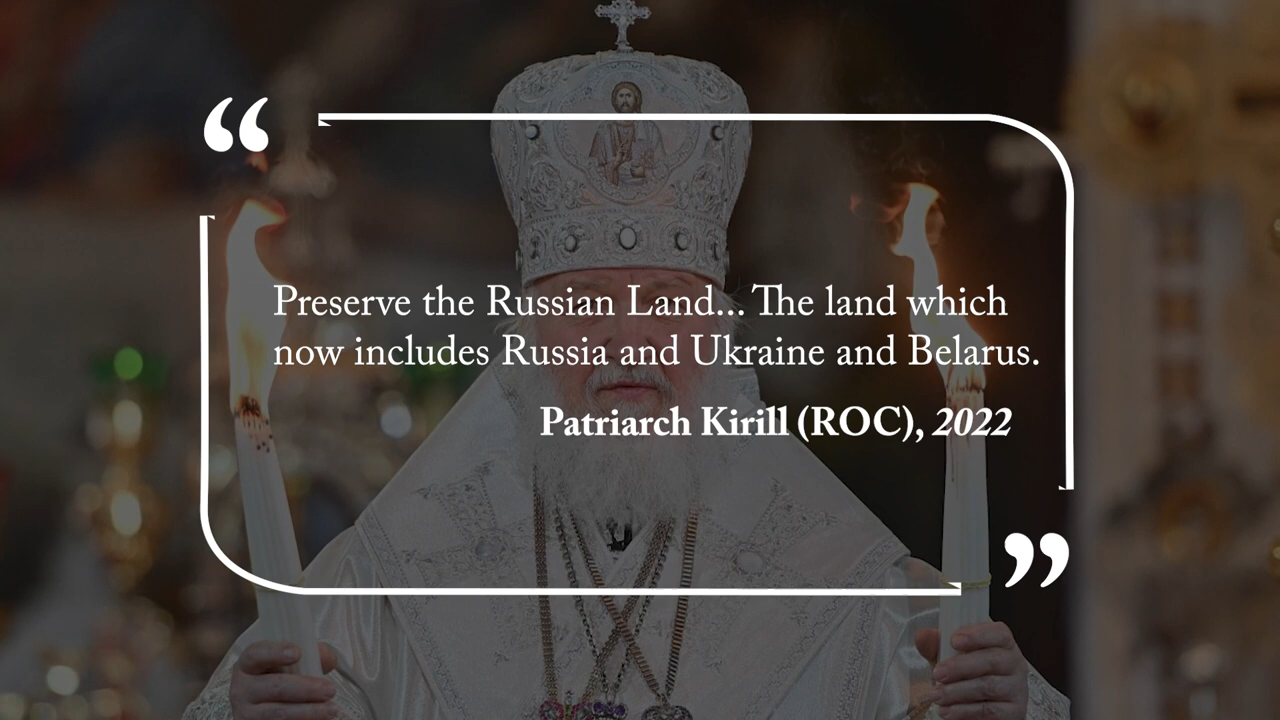 “
Preserve the Russian Land... The land which
now includes Russia and Ukraine and Belarus.
Patriarch Kirill (ROC), 2022
”